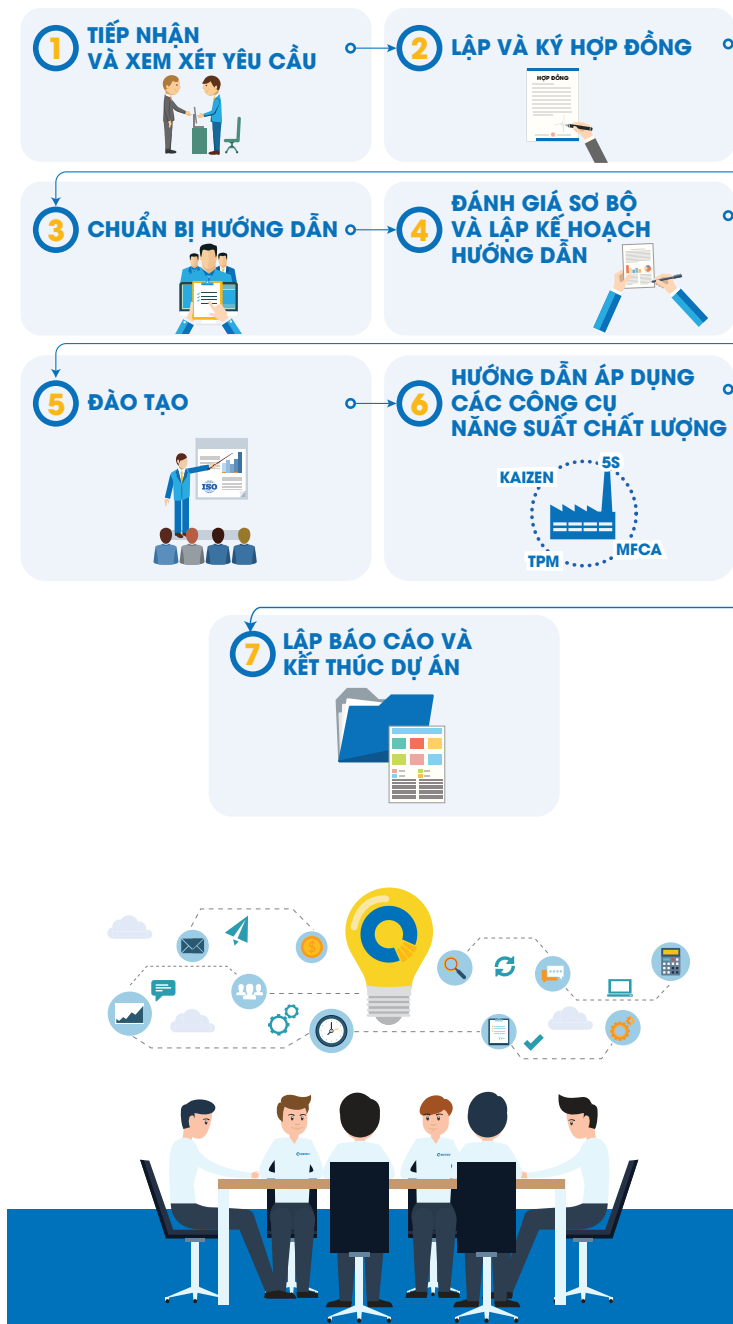 1
TIẾP NHẬN
VÀ XEM XÉT YÊU CẦU
2
LẬP VÀ KÝ HỢP ĐỒNG
HỢP ĐỒNG
3
CHUẨN BỊ HƯỚNG DẪN
4
ĐÁNH GIÁ SƠ BỘ
VÀ LẬP KẾ HOẠCH
HƯỚNG DẪN
5
ĐÀO TẠO
ISO
6
HƯỚNG DẪN ÁP DỤNG
CÁC CÔNG CỤ
NĂNG SUẤT CHẤT LƯỢNG
5S
KAIZEN
MFCA
TPM
7
LẬP BÁO CÁO VÀ
KẾT THÚC DỰ ÁN
$